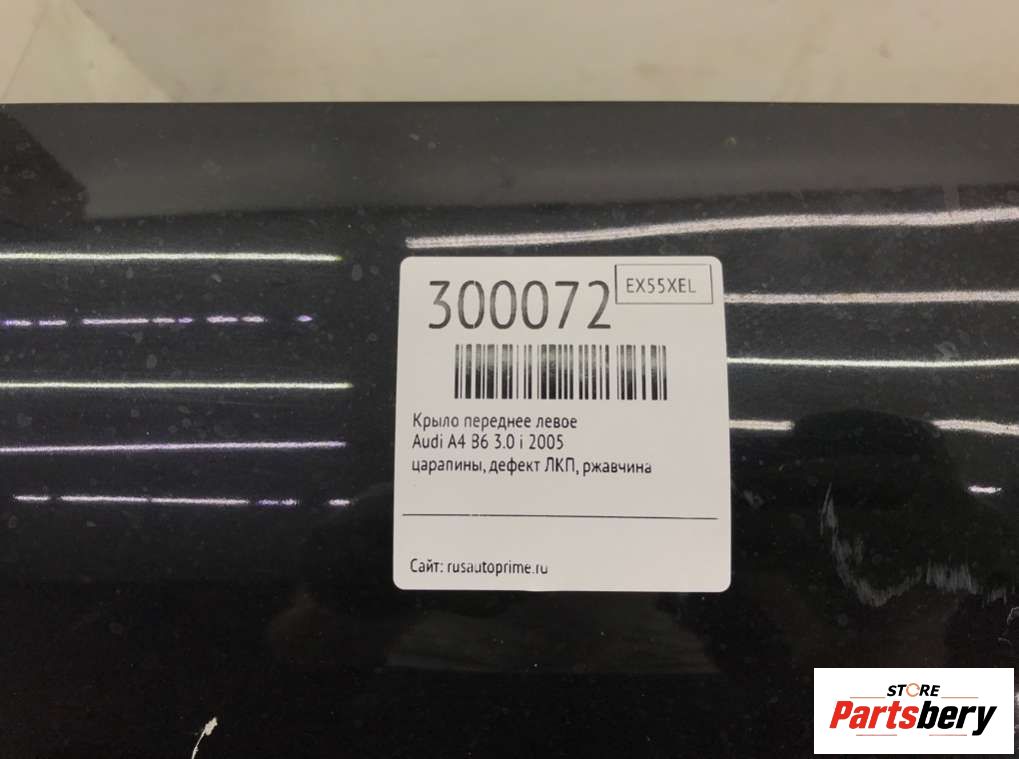 300072
EX55XEL
Крыло переднее левое
Audi A4 B6 3.0 i 2005
царапины, дефект ЛКП, ржавчина
Сайт: rusautoprime.ru
STORE
Partsbery